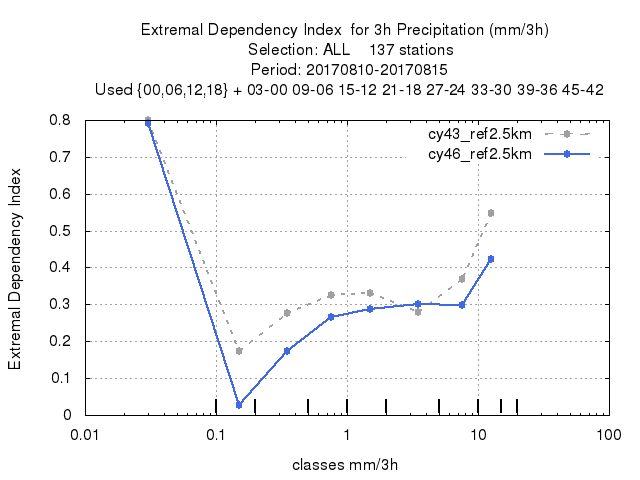 Extremal Dependency Index  for 3h Precipitation (mm/3h)
Selection: ALL    137 stations
Period: 20170810-20170815
Used {00,06,12,18} + 03-00 09-06 15-12 21-18 27-24 33-30 39-36 45-42
cy43_ref2.5km
cy46_ref2.5km
Extremal Dependency Index
0.8
0.7
0.6
0.5
0.4
0.3
0.2
0.1
0
0.01 0.1 1 10 100
classes mm/3h